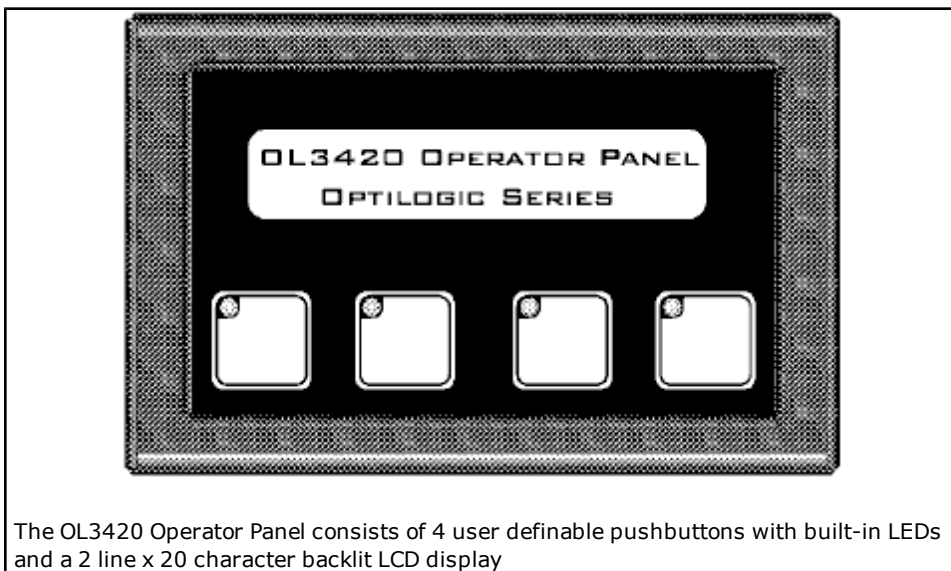 OL3420 OPERATOR PANEL
OPTILOGIC SERIES
The OL3420 Operator Panel consists of 4 user definable pushbuttons with built-in LEDs
and a 2 line x 20 character backlit LCD display